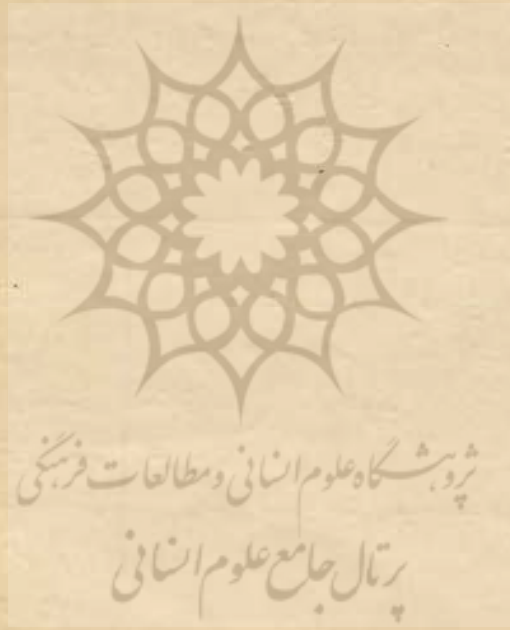 پژوهشگاه علوم انسانی و مطالعات فرهنگی
پرتال جامع علوم انسانی